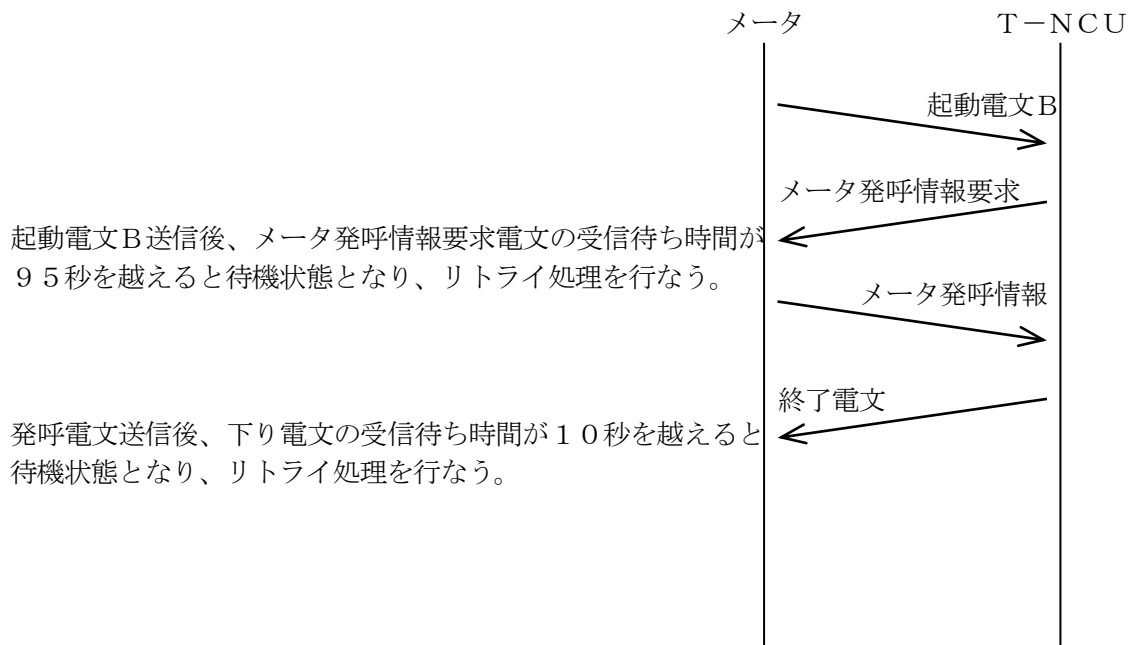 メータ
T－NCU
起動電文B
メータ発呼情報要求
起動電文B送信後、メータ発呼情報要求電文の受信待ち時間が
９５秒を越えると待機状態となり、リトライ処理を行なう。
メータ発呼情報
終了電文
発呼電文送信後、下り電文の受信待ち時間が１０秒を越えると
待機状態となり、リトライ処理を行なう。